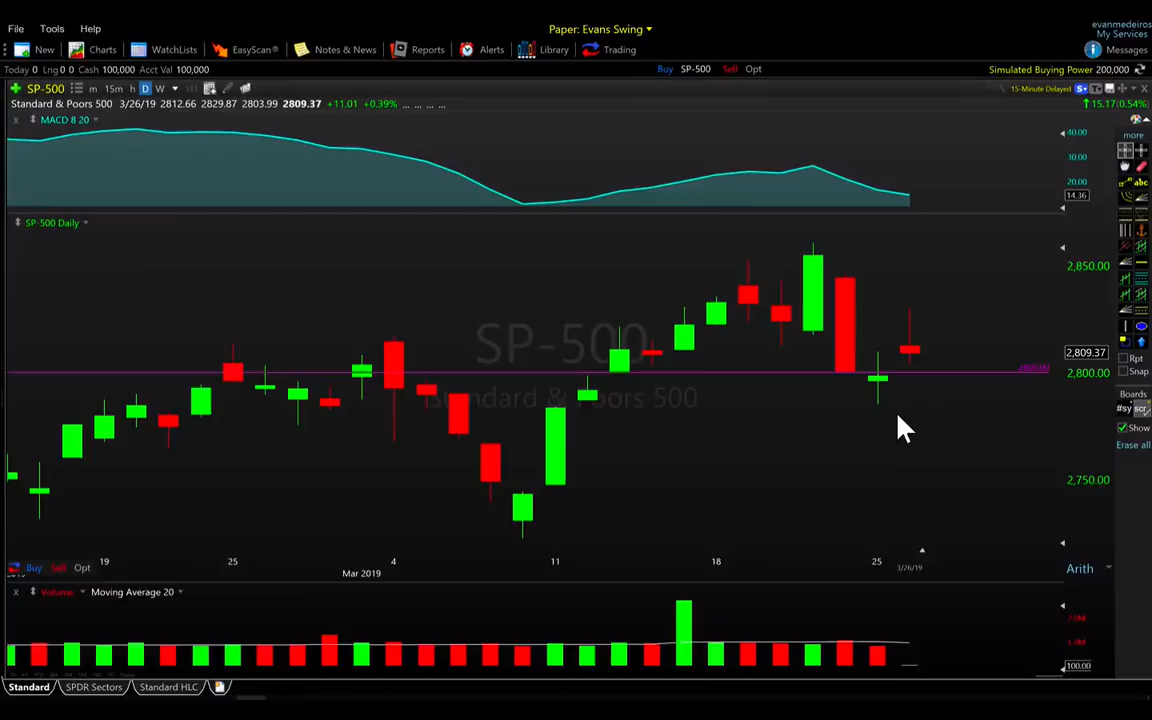 File Tools Help
Paper: Evans Swing
evanmedeiros
My Services
New Charts WatchLists EasyScan® Notes & News Reports Alerts Library Trading
Messages
Today 0 Lng 0 0 Cash 100,000 Acct Val 100,000
Buy SP-500 Sell Opt
Simulated Buying Power 200,000
SP-500 m 15m h D W
15-Minute Delayed
Standard & Poors 500 3/26/19 2812.66 2829.87 2803.99 2809.37 +11.01 +0.39% ... ... ... ...
15.17(0.54%)
MACD 8 20
more
40.00
30.00
20.00
14.36
abc
SP-500 Daily
2,850.00
SP-500
Standard & Poors 500
2,809.37
2,800.00
2,800.00
Rpt
Snap
Boards
#sy scr
Show
Erase all
2,750.00
19 25 4 11 18 25 3/26/19
Mar 2019
Buy Sell Opt
Arith
Volume Moving Average 20
100.00
Standard SPDR Sectors Standard HLC